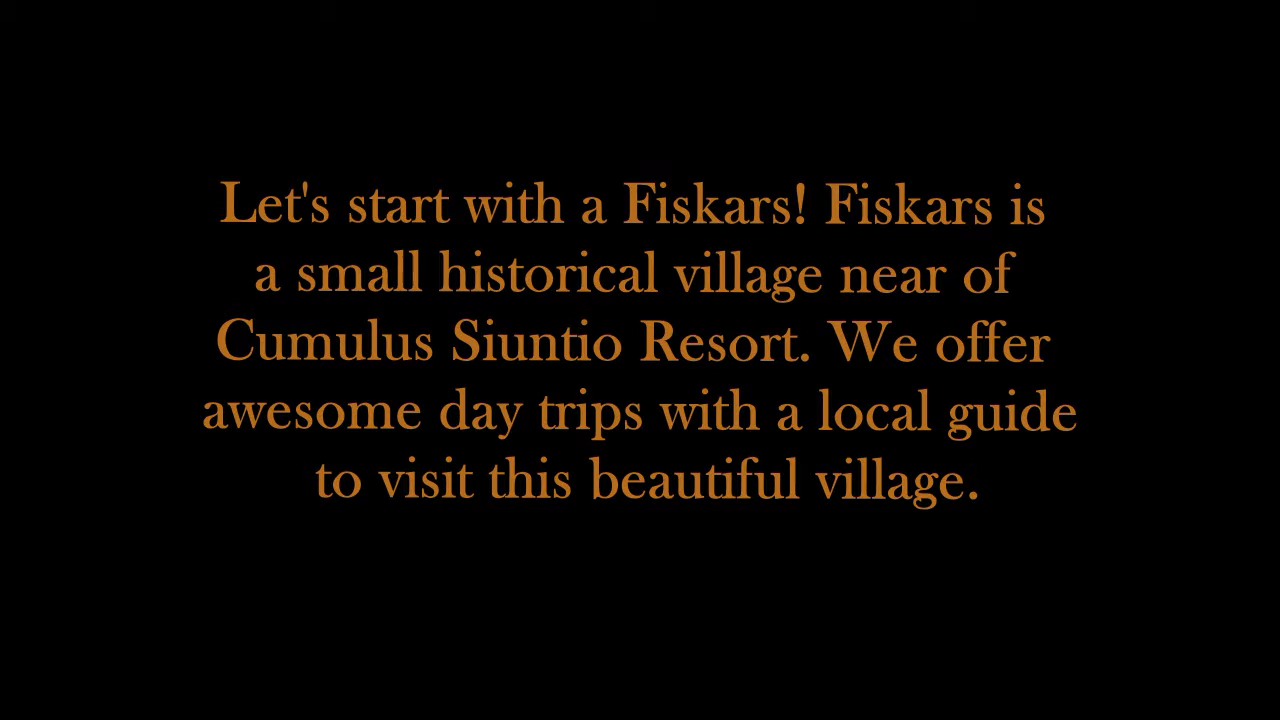 Let's start with a Fiskars! Fiskars is
a small historical village near of
Cumulus Siuntio Resort. We offer
awesome day trips with a local guide
to visit this beautiful village.